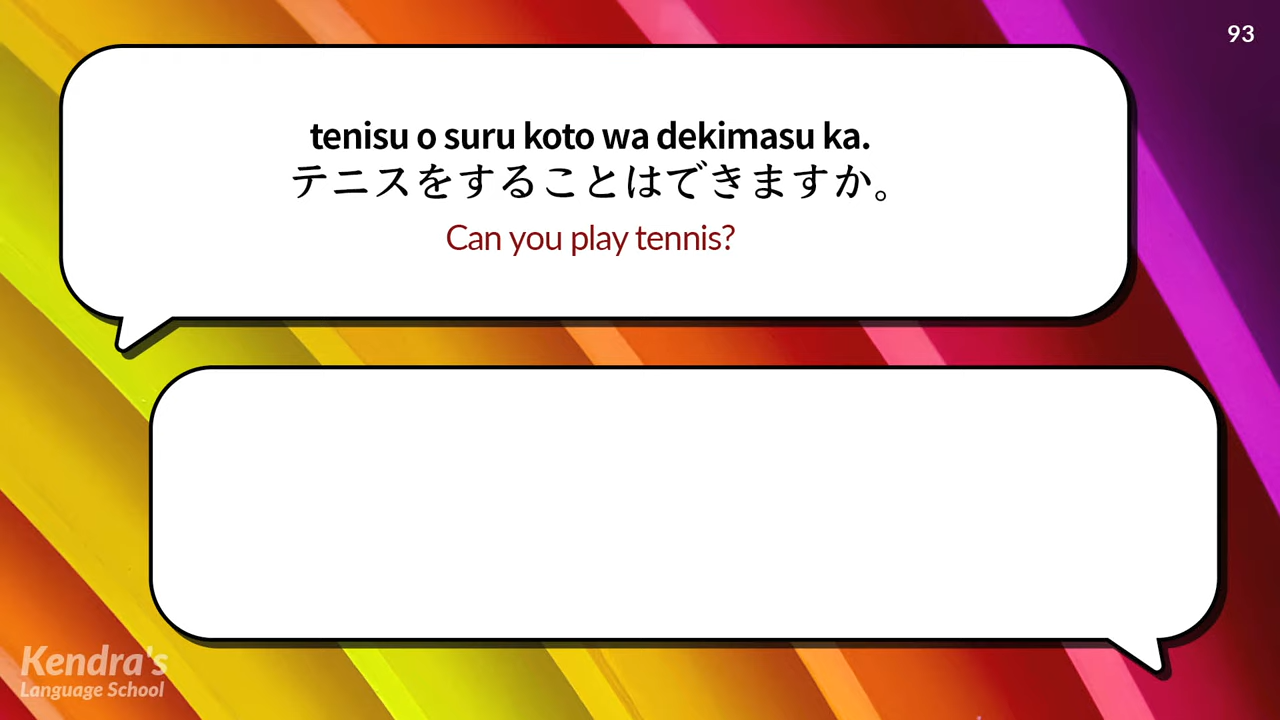 93
tenisu o suru koto wa dekimasu ka.
テニスをすることはできますか。
Can you play tennis?
Kendra's
Language School